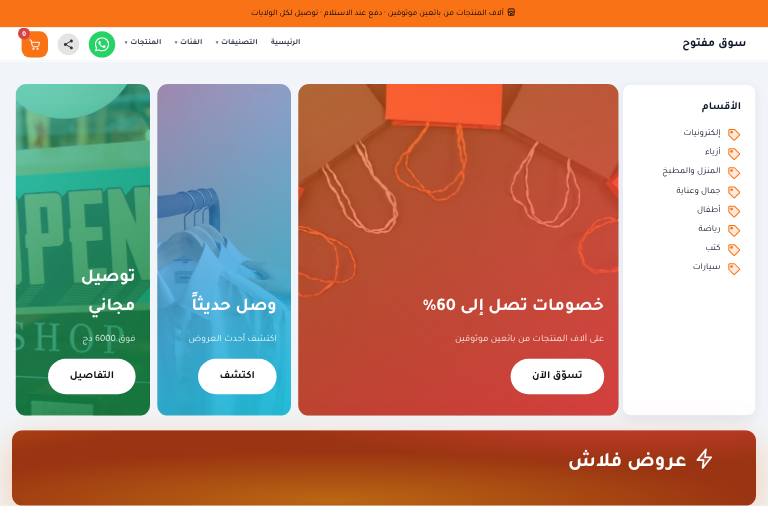 آلاف المنتجات من بائعين موثوقين · دفع عند الاستلام · توصيل لكل الولايات
سوق مفتوح
الرئيسية
التصنيفات
الفئات
المنتجات
0
الأقسام
إلكترونيات
أزياء
المنزل والمطبخ
جمال وعناية
أطفال
رياضة
كتب
سيارات
خصومات تصل إلى 60%
على آلاف المنتجات من بائعين موثوقين
تسوّق الآن
وصل حديثاً
اكتشف أحدث العروض
اكتشف
OPEN
SHOP
توصيل
مجاني
فوق 6000 دج
التفاصيل
عروض فلاش